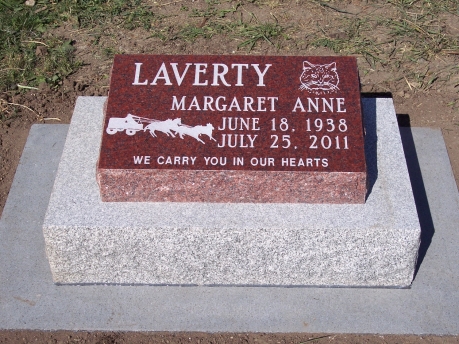 LAVERTY
MARGARET ANNE
JUNE 18, 1938
JULY 25, 2011
WE CARRY YOU IN OUR HEARTS